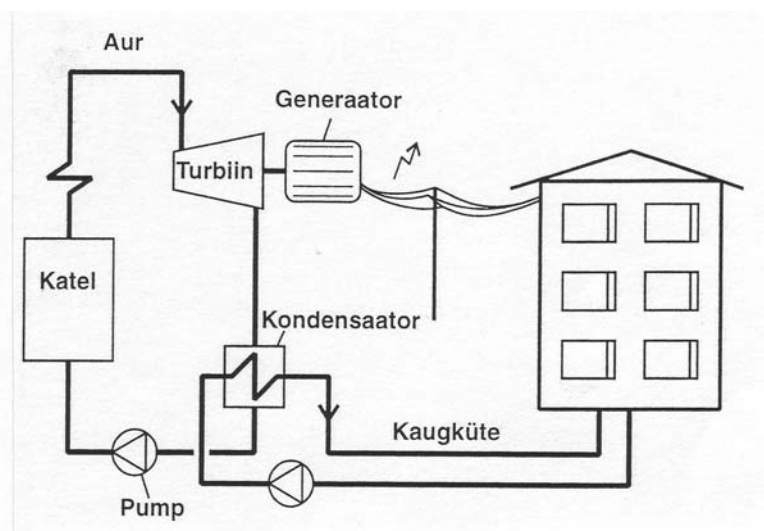 Aur
Generaator
Turbiin
Katel
Kondensaator
Kaugküte
Pump